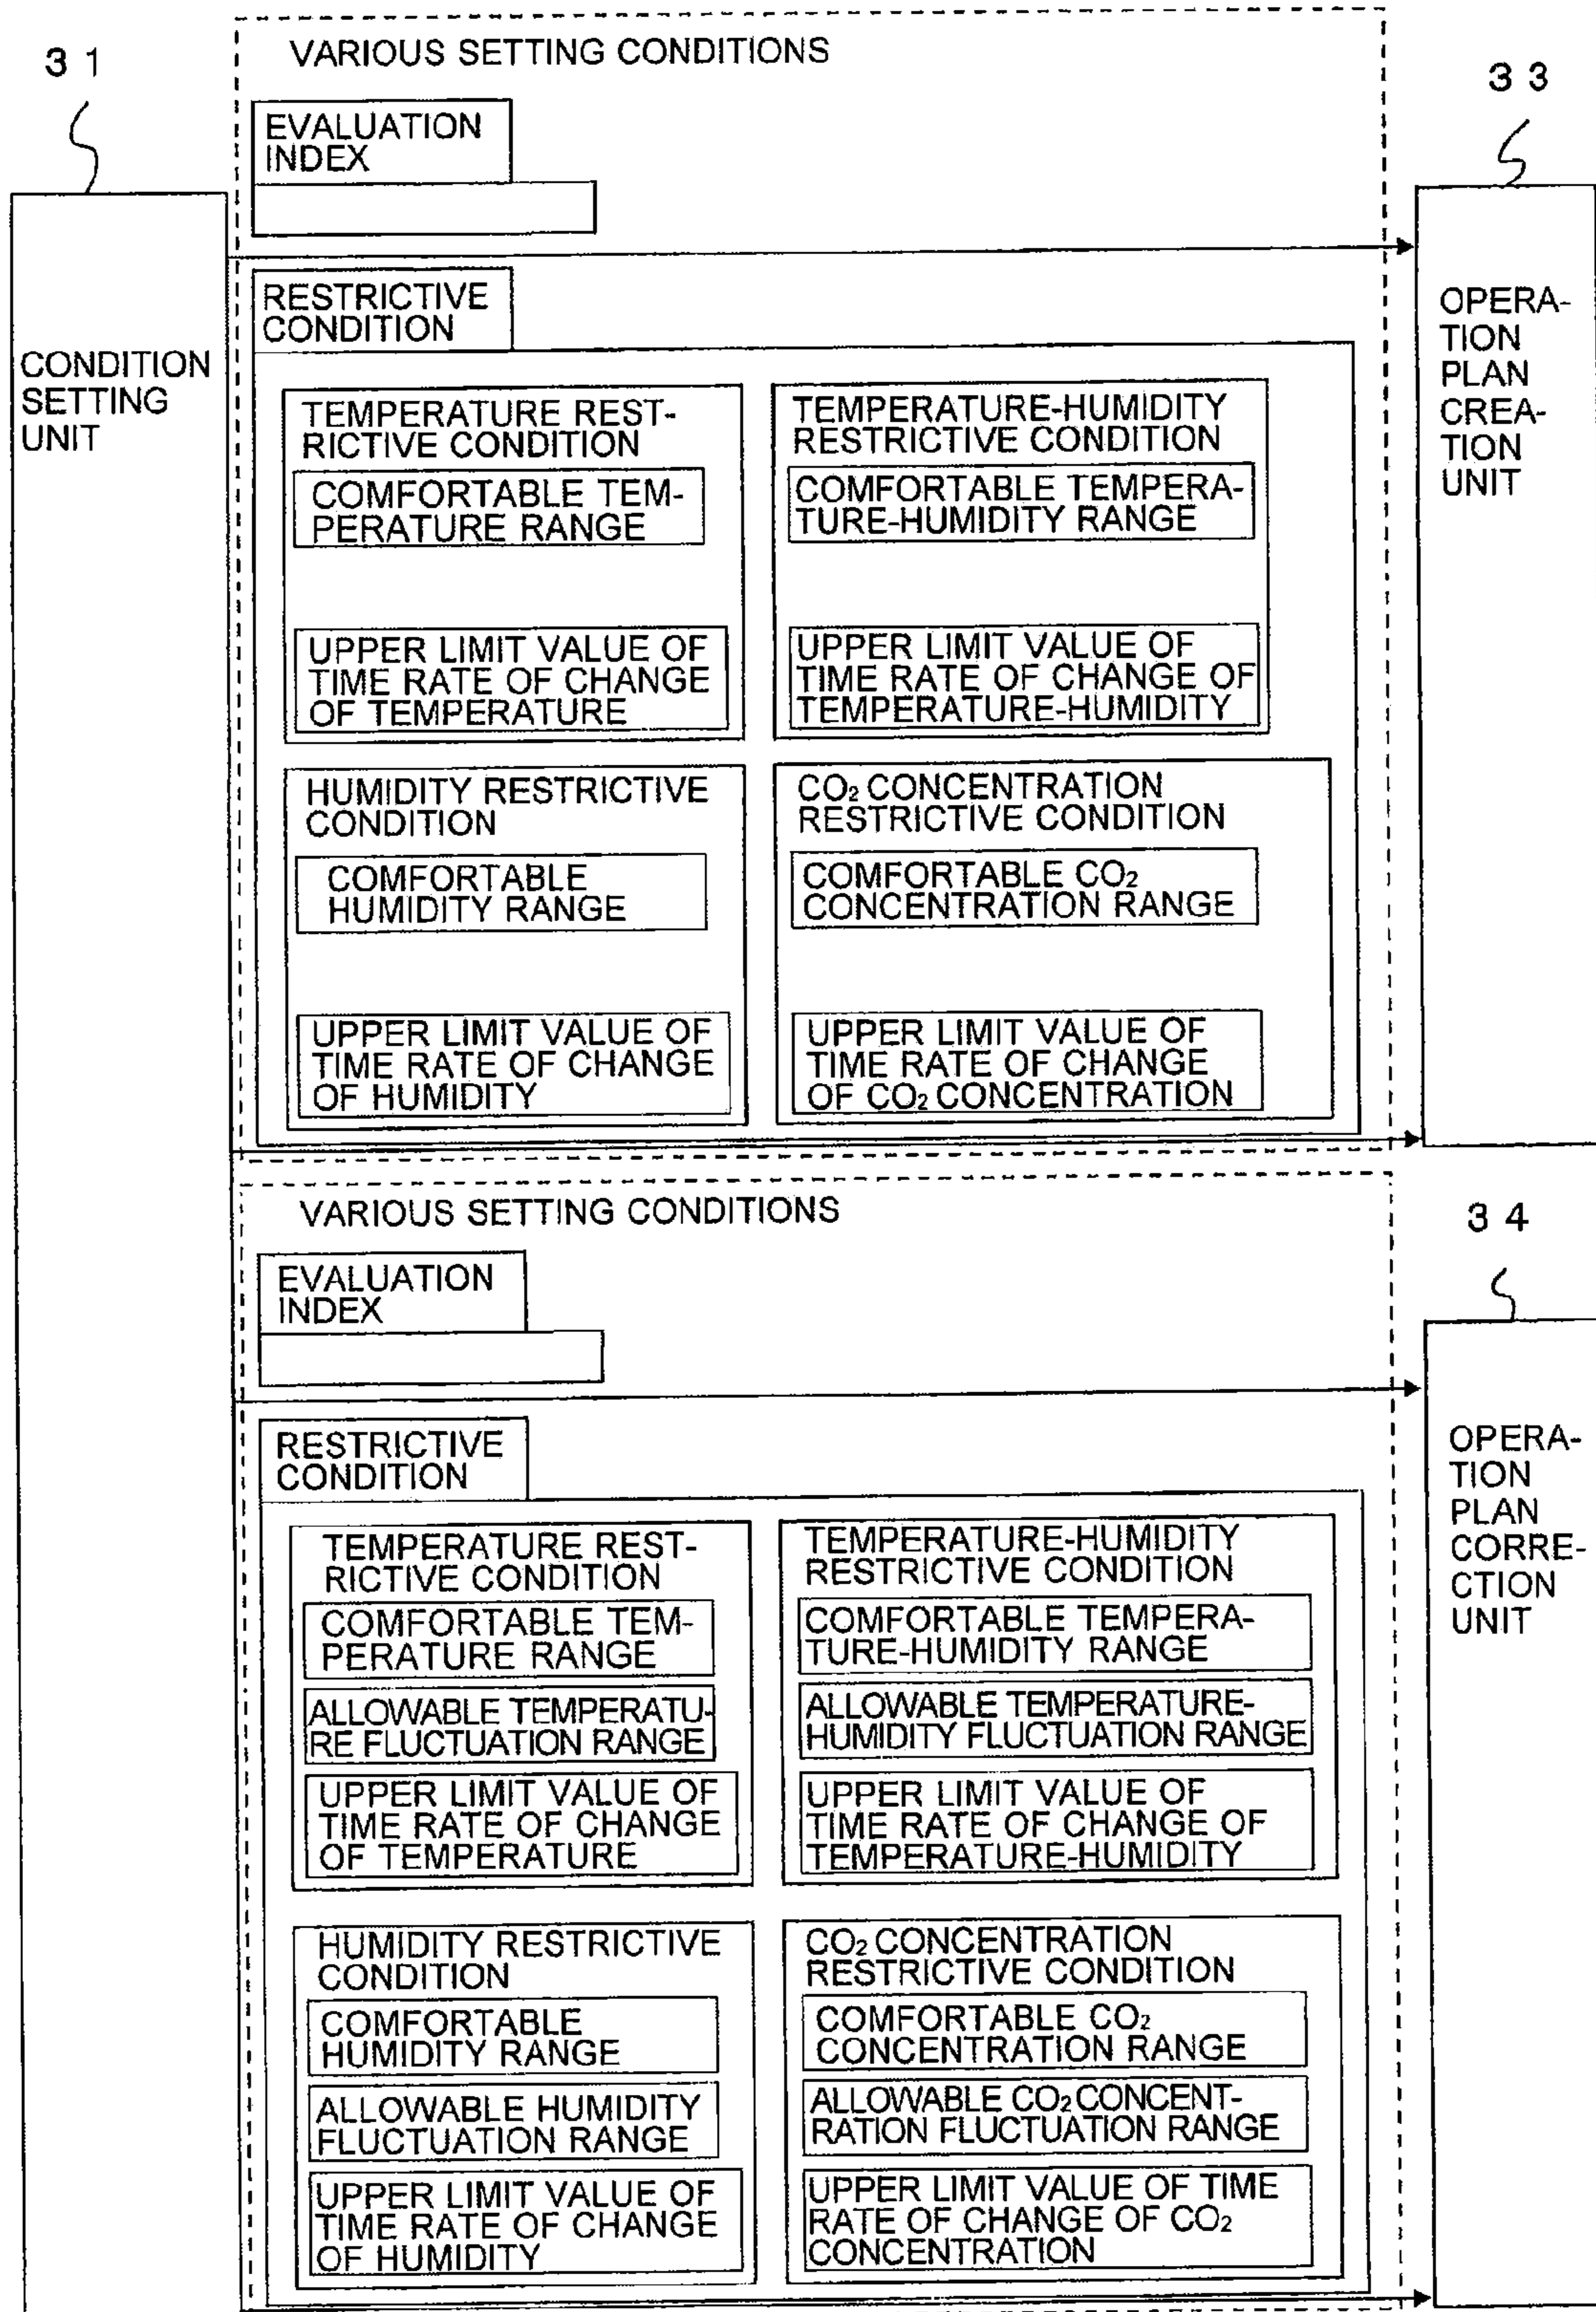 31
VARIOUS SETTING CONDITIONS
33
EVALUATION
INDEX
RESTRICTIVE
CONDITION
CONDITION
SETTING
UNIT
OPERA-
TION
PLAN
CREA-
TION
UNIT
TEMPERATURE REST-
RICTIVE CONDITION
COMFORTABLE TEM-
PERATURE RANGE
UPPER LIMIT VALUE OF
TIME RATE OF CHANGE
OF TEMPERATURE
TEMPERATURE-HUMIDITY
RESTRICTIVE CONDITION
COMFORTABLE TEMPERA-
TURE-HUMIDITY RANGE
UPPER LIMIT VALUE OF
TIME RATE OF CHANGE OF
TEMPERATURE-HUMIDITY
HUMIDITY RESTRICTIVE
CONDITION
COMFORTABLE
HUMIDITY RANGE
UPPER LIMIT VALUE OF
TIME RATE OF CHANGE
OF HUMIDITY
CO₂ CONCENTRATION
RESTRICTIVE CONDITION
COMFORTABLE CO₂
CONCENTRATION RANGE
UPPER LIMIT VALUE OF
TIME RATE OF CHANGE
OF CO₂ CONCENTRATION
VARIOUS SETTING CONDITIONS
34
EVALUATION
INDEX
RESTRICTIVE
CONDITION
OPERA-
TION
PLAN
CORRE-
CTION
UNIT
TEMPERATURE REST-
RICTIVE CONDITION
COMFORTABLE TEM-
PERATURE RANGE
ALLOWABLE TEMPERATU-
RE FLUCTUATION RANGE
UPPER LIMIT VALUE OF
TIME RATE OF CHANGE
OF TEMPERATURE
TEMPERATURE-HUMIDITY
RESTRICTIVE CONDITION
COMFORTABLE TEMPERA-
TURE-HUMIDITY RANGE
ALLOWABLE TEMPERATURE-
HUMIDITY FLUCTUATION RANGE
UPPER LIMIT VALUE OF
TIME RATE OF CHANGE OF
TEMPERATURE-HUMIDITY
HUMIDITY RESTRICTIVE
CONDITION
COMFORTABLE
HUMIDITY RANGE
ALLOWABLE HUMIDITY
FLUCTUATION RANGE
UPPER LIMIT VALUE OF
TIME RATE OF CHANGE
OF HUMIDITY
CO₂ CONCENTRATION
RESTRICTIVE CONDITION
COMFORTABLE CO₂
CONCENTRATION RANGE
ALLOWABLE CO₂ CONCENT-
RATION FLUCTUATION RANGE
UPPER LIMIT VALUE OF TIME
RATE OF CHANGE OF CO₂
CONCENTRATION